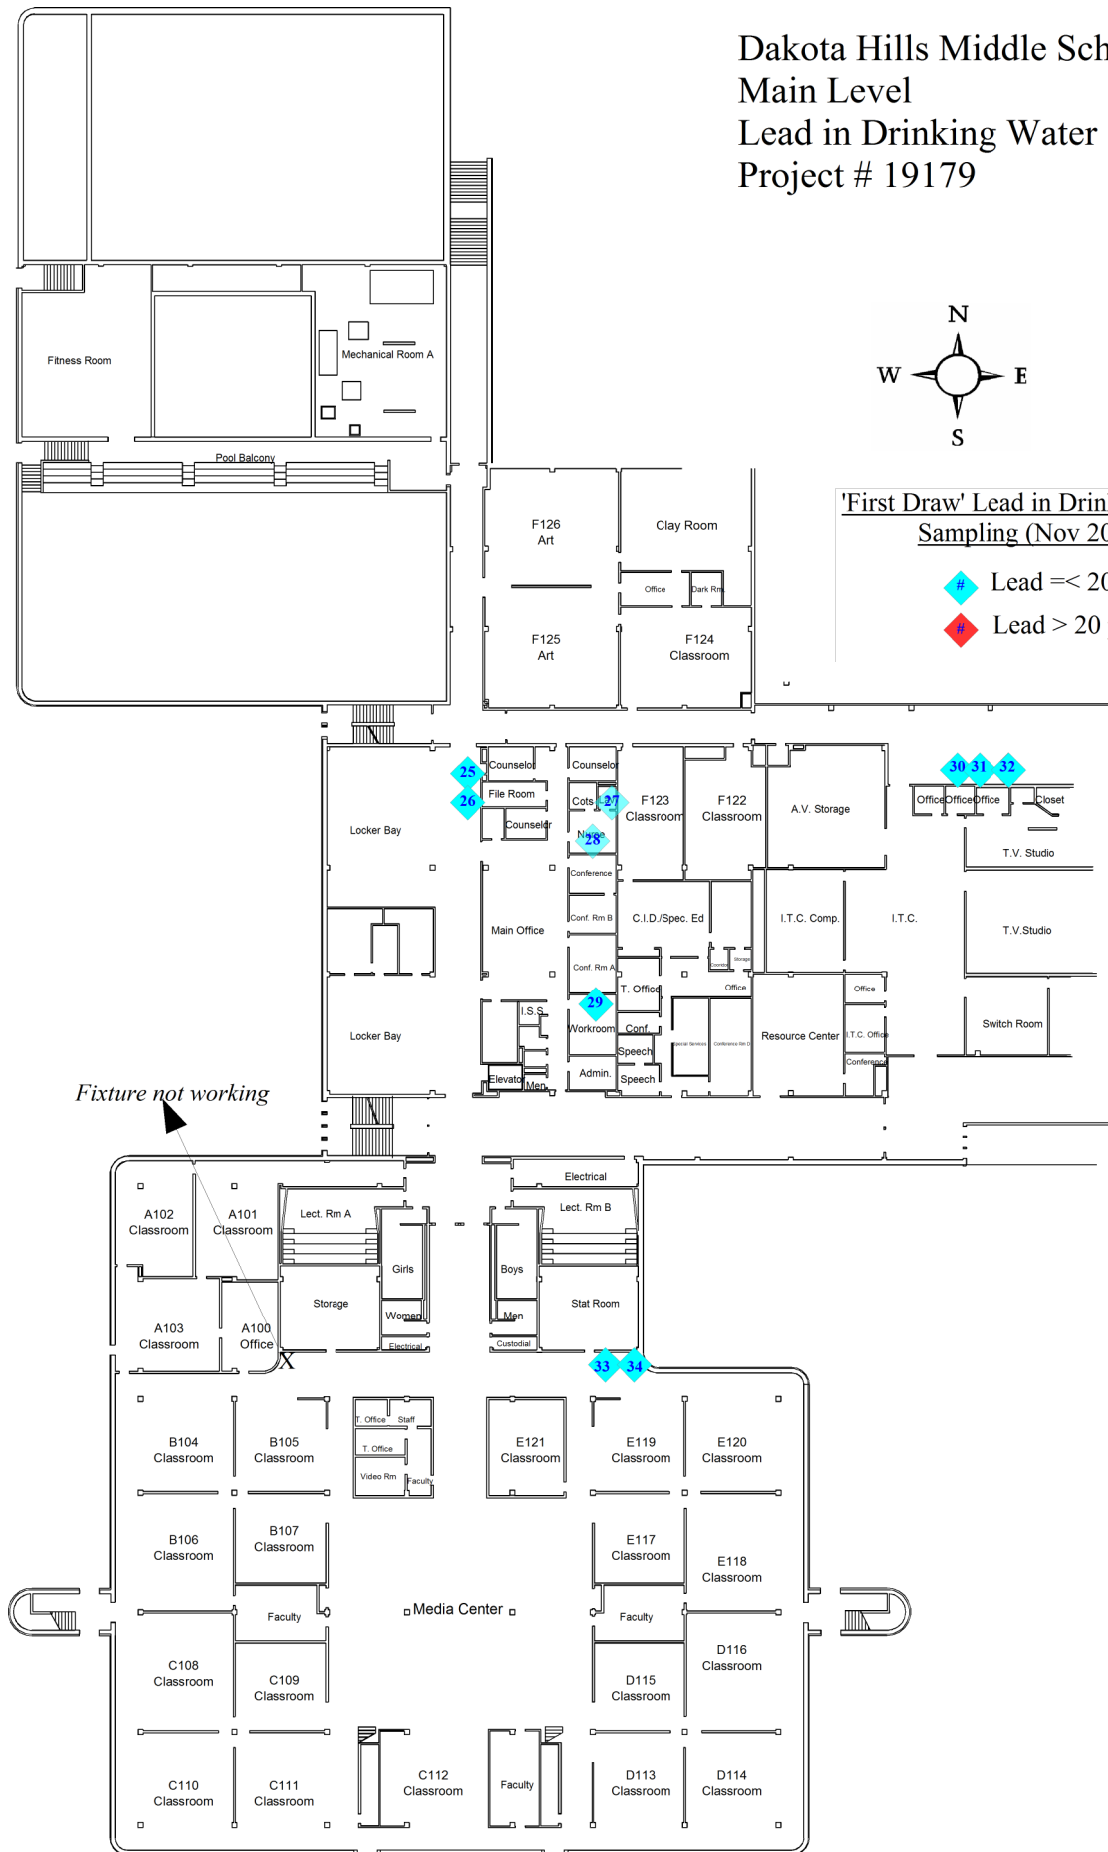 Dakota Hills Middle Sch
Main Level
Lead in Drinking Water
Project # 19179
N
W E
S
Fitness Room
Mechanical Room A
Pool Balcony
'First Draw' Lead in Drin
Sampling (Nov 20
# Lead =< 20
# Lead > 20
F126
Art
Clay Room
Office
Dark Rm.
F125
Art
F124
Classroom
25
26
Counselor
File Room
Counselor
Locker Bay
Counselor
Cots
27
Nurse
28
F123
Classroom
F122
Classroom
A.V. Storage
30
31
32
Office
Office
Office
Closet
T.V. Studio
Conference
Conf. Rm B
Main Office
Conf. Rm A
C.I.D./Spec. Ed
Corridor
Storage
I.T.C. Comp.
I.T.C.
T.V.Studio
T. Office
Office
Office
29
I.S.S.
Workroom
Conf.
Speech
Special Services
Conference Rm D
Resource Center
I.T.C. Office
Switch Room
Locker Bay
Conference
Elevator
Men
Admin.
Speech
Fixture not working
Electrical
A102
Classroom
A101
Classroom
Lect. Rm A
Lect. Rm B
Girls
Boys
Storage
Stat Room
Women
Men
A103
Classroom
A100
Office
Electrical
Custodial
X
33
34
T. Office
Staff
B104
Classroom
B105
Classroom
T. Office
E121
Classroom
E119
Classroom
E120
Classroom
Video Rm
Faculty
B106
Classroom
B107
Classroom
E117
Classroom
E118
Classroom
Faculty
Media Center
Faculty
C108
Classroom
C109
Classroom
D115
Classroom
D116
Classroom
C110
Classroom
C111
Classroom
C112
Classroom
Faculty
D113
Classroom
D114
Classroom